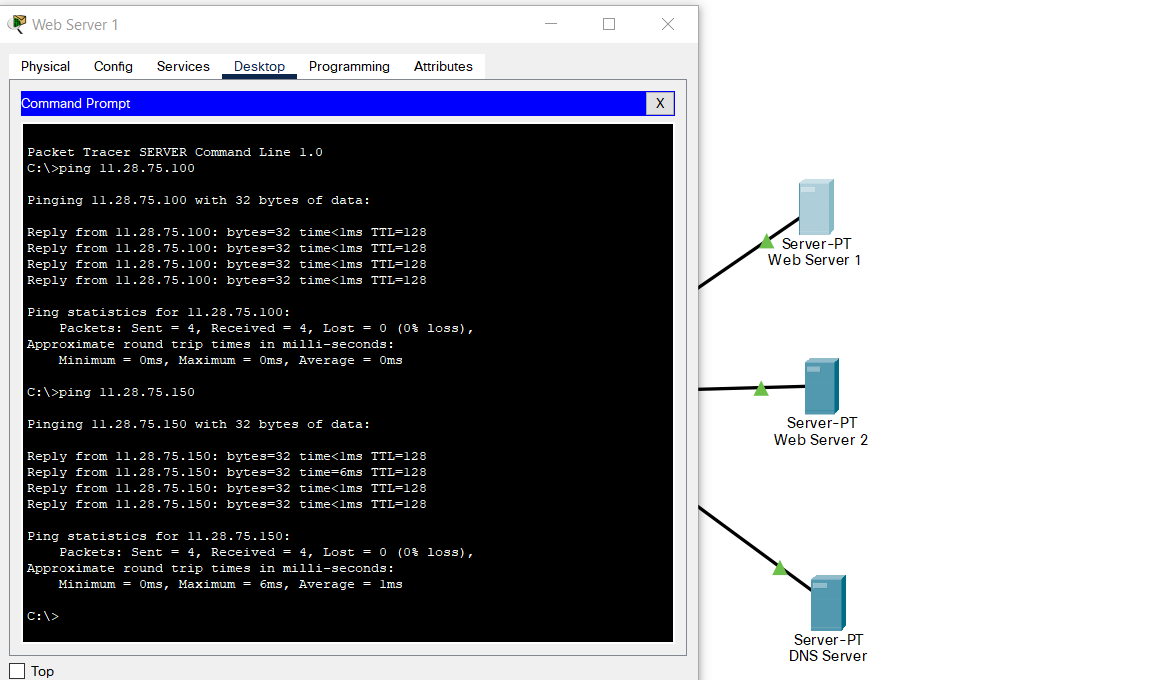 Web Server 1
Physical Config Services Desktop Programming Attributes
Command Prompt X
Packet Tracer SERVER Command Line 1.0
C:\>ping 11.28.75.100
Pinging 11.28.75.100 with 32 bytes of data:
Reply from 11.28.75.100: bytes=32 time<1ms TTL=128
Reply from 11.28.75.100: bytes=32 time<1ms TTL=128
Reply from 11.28.75.100: bytes=32 time<1ms TTL=128
Reply from 11.28.75.100: bytes=32 time<1ms TTL=128
Ping statistics for 11.28.75.100:
    Packets: Sent = 4, Received = 4, Lost = 0 (0% loss),
Approximate round trip times in milli-seconds:
    Minimum = 0ms, Maximum = 0ms, Average = 0ms
C:\>ping 11.28.75.150
Pinging 11.28.75.150 with 32 bytes of data:
Reply from 11.28.75.150: bytes=32 time<1ms TTL=128
Reply from 11.28.75.150: bytes=32 time=6ms TTL=128
Reply from 11.28.75.150: bytes=32 time<1ms TTL=128
Reply from 11.28.75.150: bytes=32 time<1ms TTL=128
Ping statistics for 11.28.75.150:
    Packets: Sent = 4, Received = 4, Lost = 0 (0% loss),
Approximate round trip times in milli-seconds:
    Minimum = 0ms, Maximum = 6ms, Average = 1ms
C:\>
Top
Server-PT
Web Server 1
Server-PT
Web Server 2
Server-PT
DNS Server